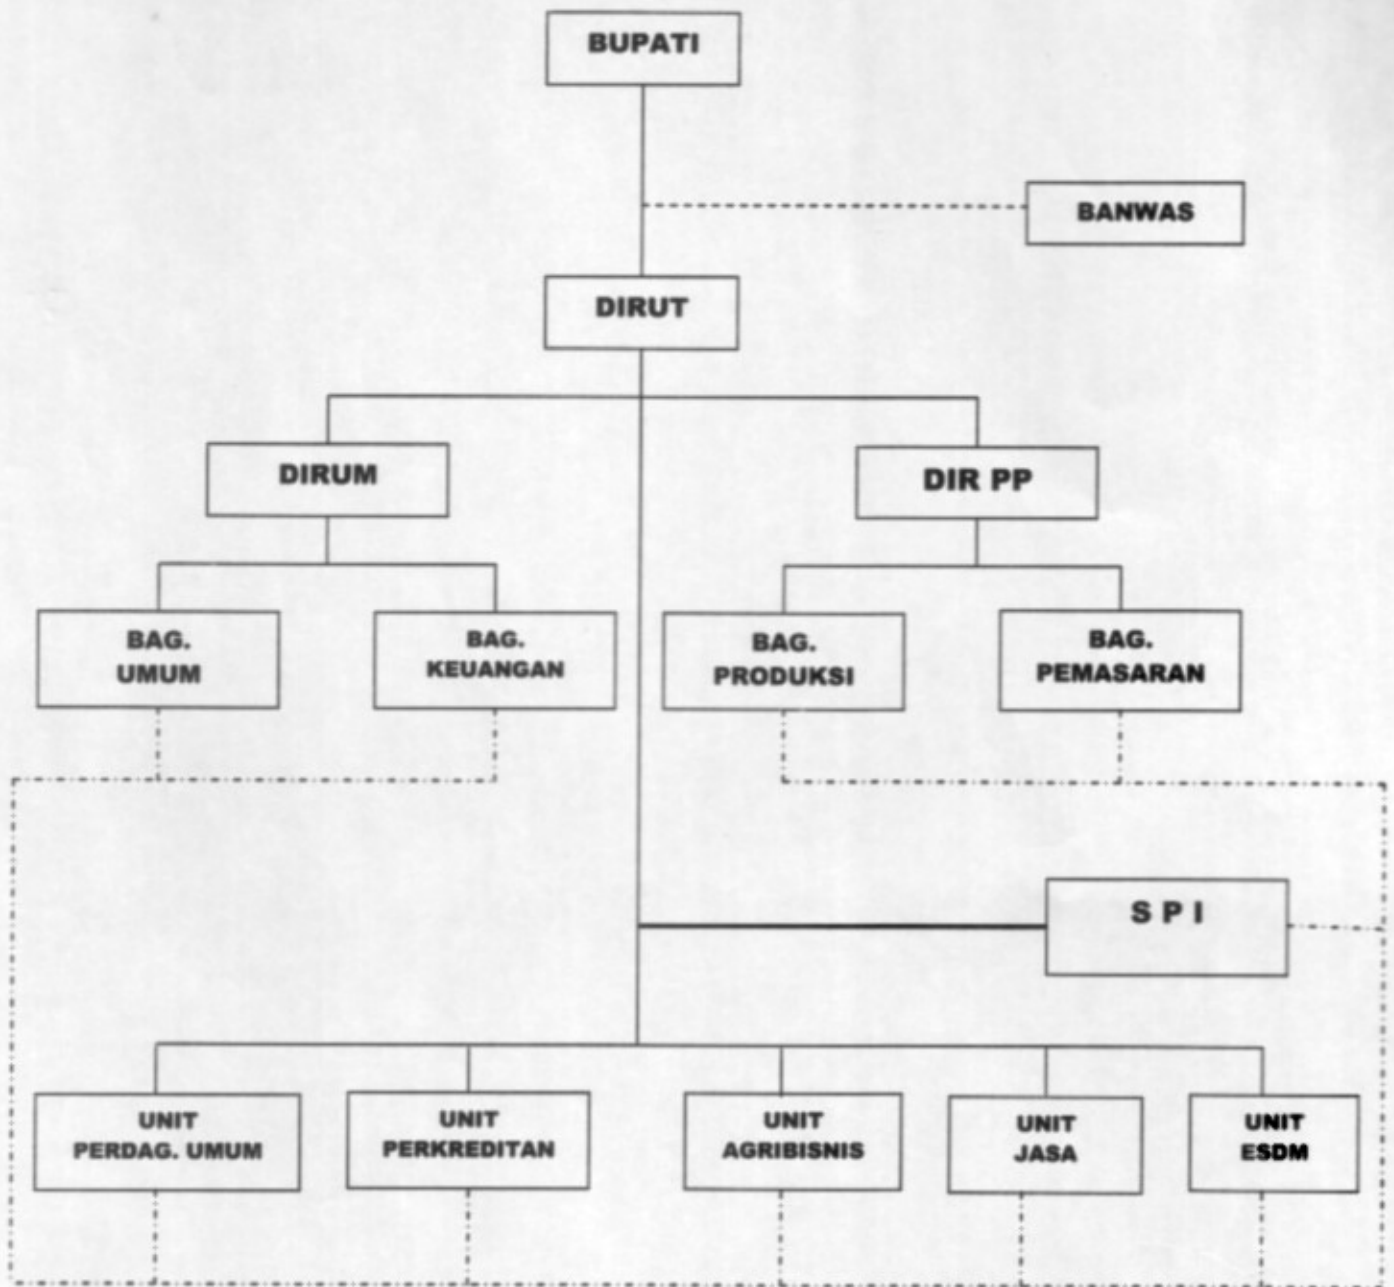 BUPATI
BANWAS
DIRUT
DIRUM
DIR PP
BAG.
UMUM
BAG.
KEUANGAN
BAG.
PRODUKSI
BAG.
PEMASARAN
S P I
UNIT
PERDAG. UMUM
UNIT
PERKREDITAN
UNIT
AGRIBISNIS
UNIT
JASA
UNIT
ESDM